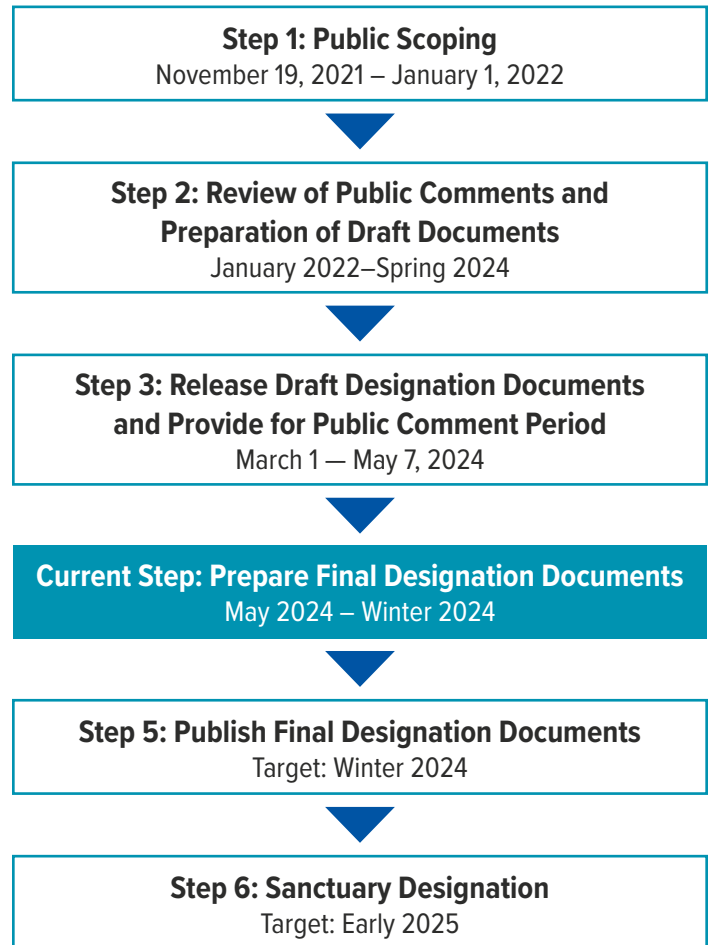 Step 1: Public Scoping
November 19, 2021 – January 1, 2022
Step 2: Review of Public Comments and
Preparation of Draft Documents
January 2022–Spring 2024
Step 3: Release Draft Designation Documents
and Provide for Public Comment Period
March 1 — May 7, 2024
Current Step: Prepare Final Designation Documents
May 2024 – Winter 2024
Step 5: Publish Final Designation Documents
Target: Winter 2024
Step 6: Sanctuary Designation
Target: Early 2025